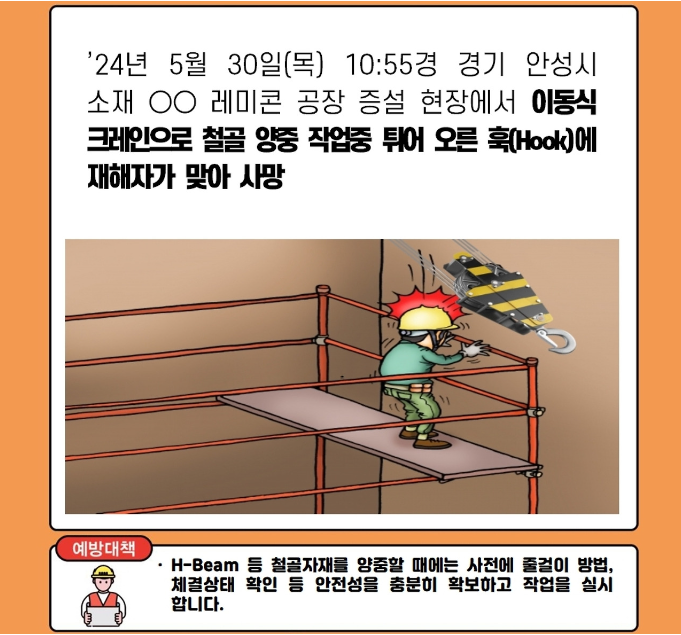 ’24년 5월 30일(목) 10:55경 경기 안성시
소재 ○○ 레미콘 공장 증설 현장에서 이동식
크레인으로 철골 양중 작업중 튀어 오른 훅(Hook)에
재해자가 맞아 사망
예방대책
· H-Beam 등 철골자재를 양중할 때에는 사전에 줄걸이 방법,
체결상태 확인 등 안전성을 충분히 확보하고 작업을 실시
합니다.